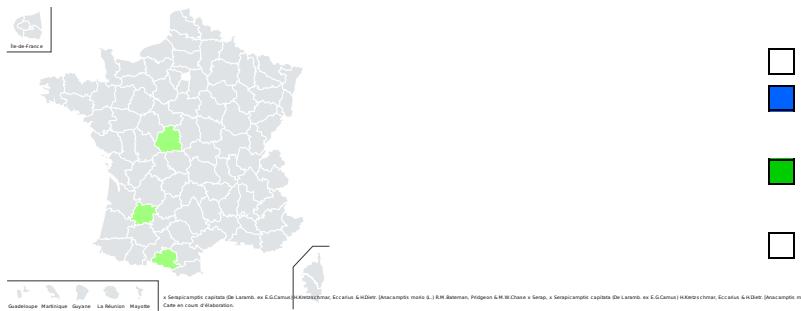 Île-de-France
Guadeloupe Martinique Guyane La Réunion Mayotte
x Serapicamptis capitata (De Laramb. ex E.G.Camus) H.Kretzschmar, Eccarius & H.Dietr. [Anacamptis morio (L.) R.M.Bateman, Pridgeon & M.W.Chase x Serap, x Serapicamptis capitata (De Laramb. ex E.G.Camus) H.Kretzschmar, Eccarius & H.Dietr. [Anacamptis m
Carte en cours d'élaboration.